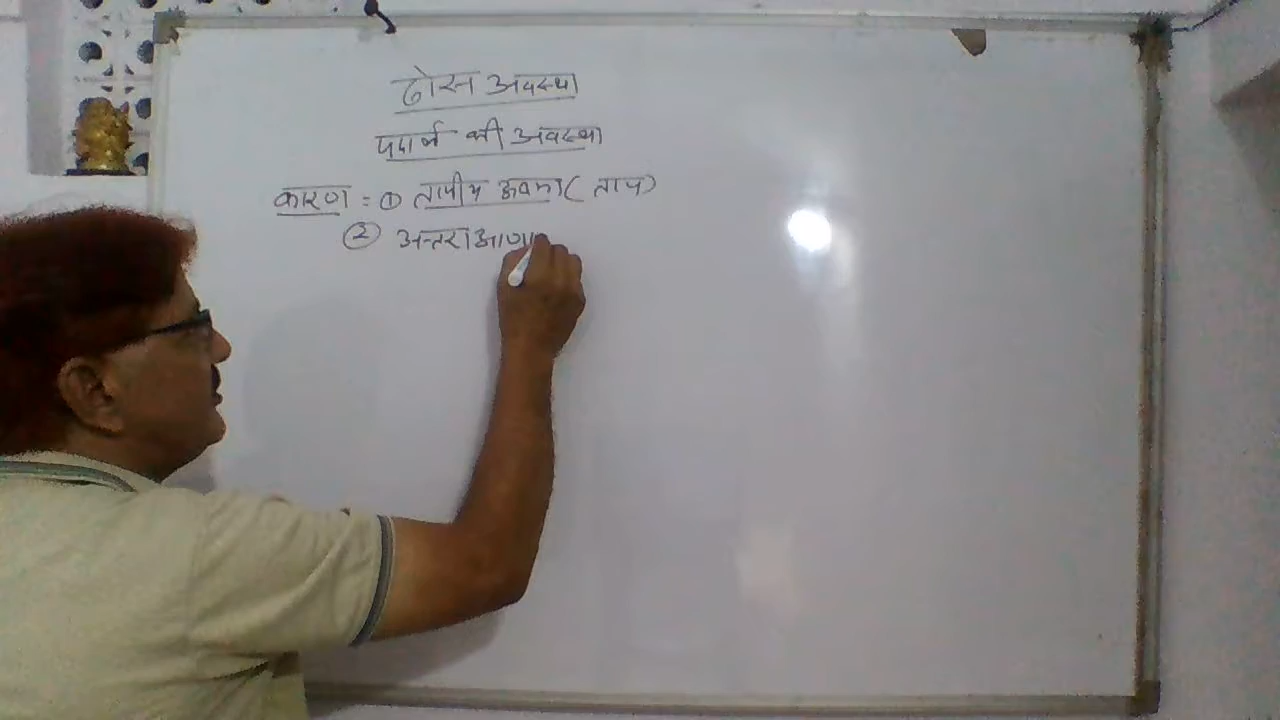 ठोस अवस्था
पदार्थ की अवस्था
कारण = ① तापीय ऊर्जा ( ताप )
② अन्तराआणा